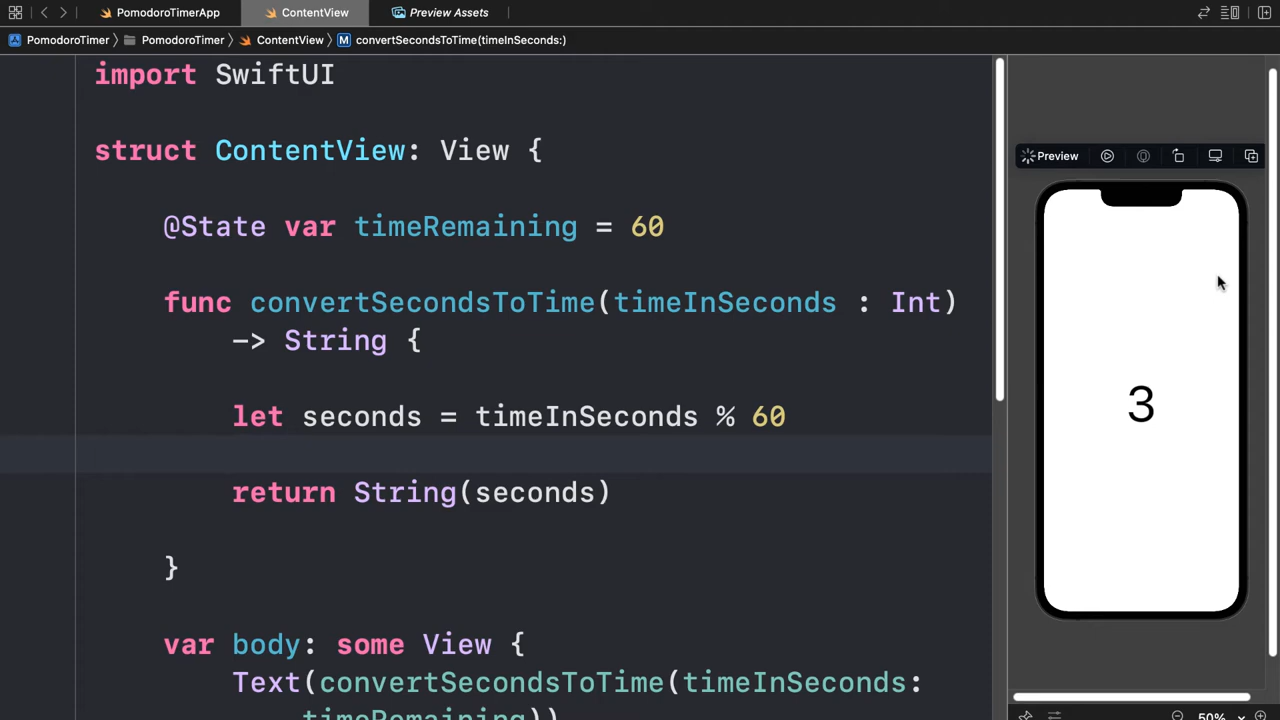 PomodoroTimerApp
ContentView
Preview Assets
PomodoroTimer
PomodoroTimer
ContentView
M
convertSecondsToTime(timeInSeconds:)
import SwiftUI
struct ContentView: View {
@State var timeRemaining = 60
func convertSecondsToTime(timeInSeconds : Int)
-> String {
let seconds = timeInSeconds % 60
return String(seconds)
}
var body: some View {
Text(convertSecondsToTime(timeInSeconds:
timeRemaining))
Preview
3
50%